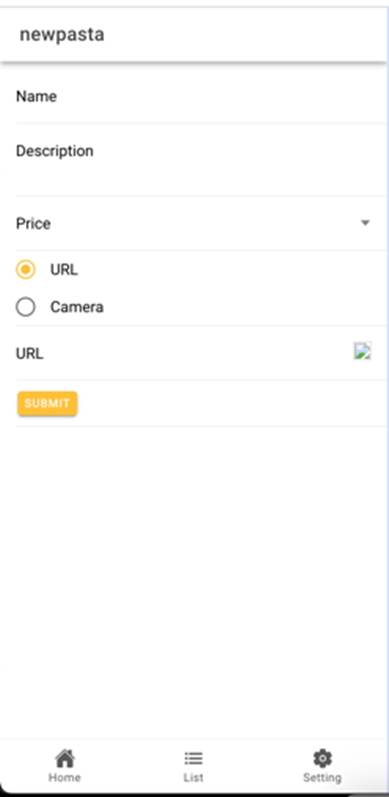 newpasta
Name
Description
Price
URL
Camera
URL
SUBMIT
Home List Setting